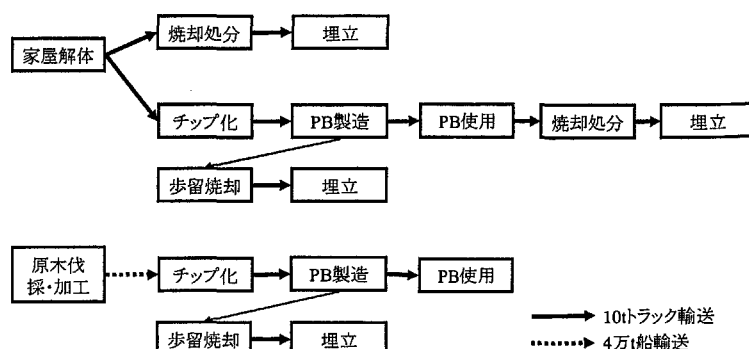 家屋解体
焼却処分
埋立
チップ化
PB製造
PB使用
焼却処分
埋立
歩留焼却
埋立
原木伐
採・加工
チップ化
PB製造
PB使用
歩留焼却
埋立
10tトラック輸送
4万t船輸送